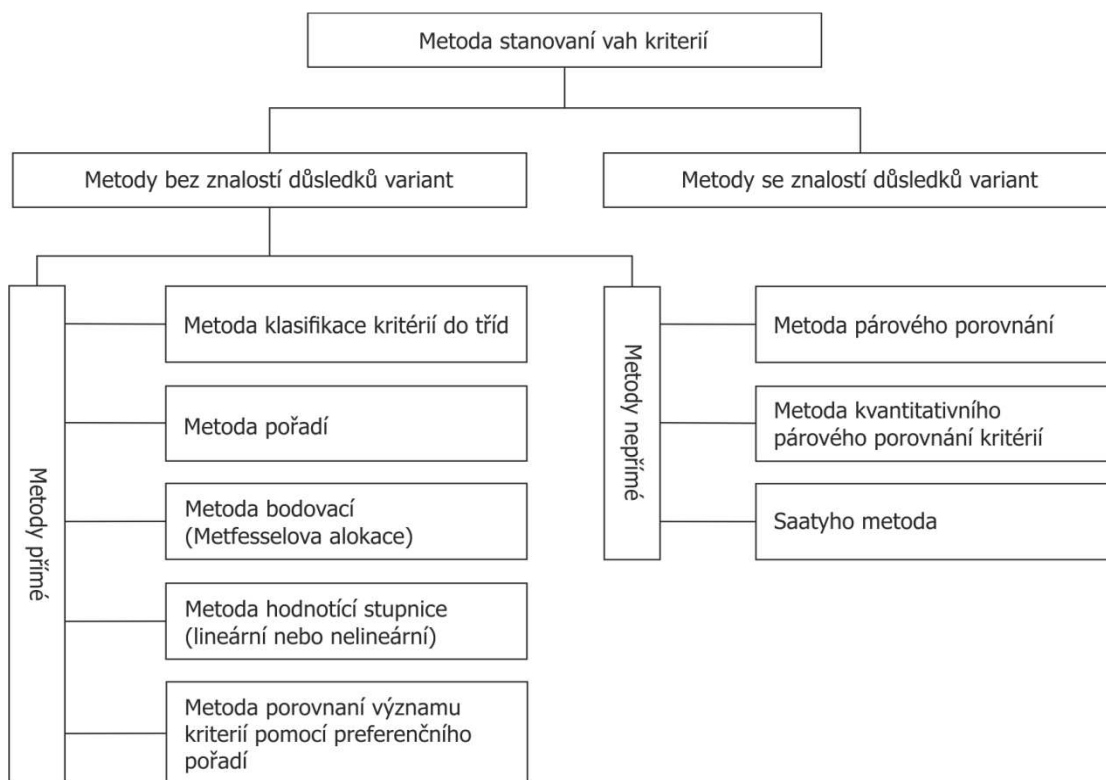 Metoda stanovaní vah kriterií
Metody bez znalostí důsledků variant
Metody se znalostí důsledků variant
Metody přímé
Metoda klasifikace kritérií do tříd
Metoda pořadí
Metoda bodovací
(Metfesselova alokace)
Metoda hodnotící stupnice
(lineární nebo nelineární)
Metoda porovnaní významu
kriterií pomocí preferenčního
pořadí
Metody nepřímé
Metoda párového porovnání
Metoda kvantitativního
párového porovnání kritérií
Saatyho metoda